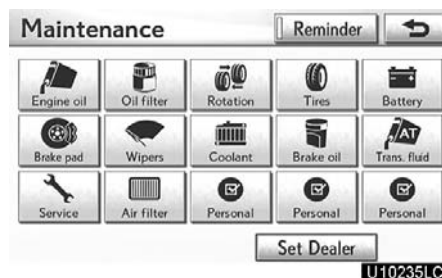 Maintenance Reminder
Engine oil Oil filter Rotation Tires Battery
Brake pad Wipers Coolant Brake oil AT Trans. fluid
Service Air filter Personal Personal Personal
Set Dealer
U10235LC